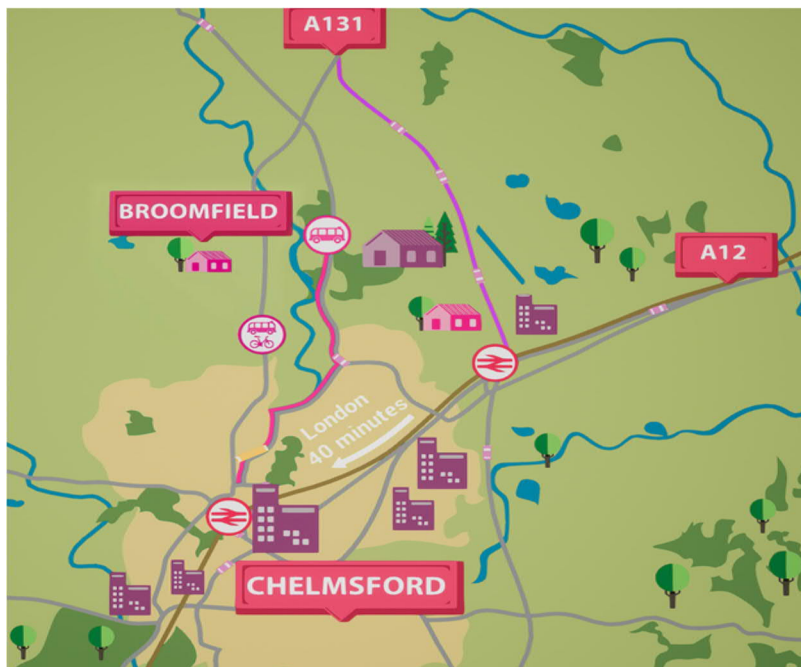 A131
BROOMFIELD
A12
London
40 minutes
CHELMSFORD